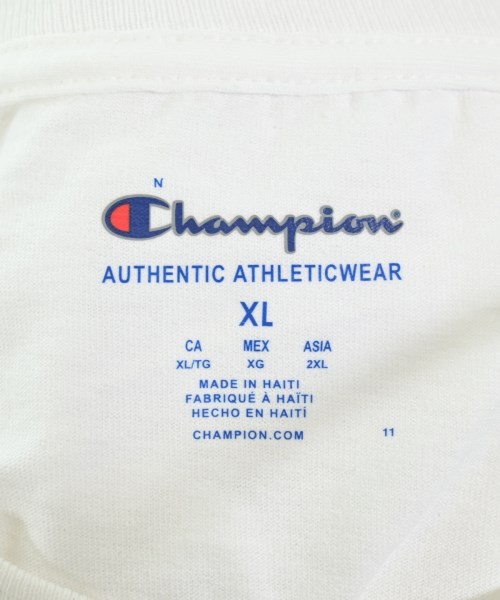 N
Champion
AUTHENTIC ATHLETICWEAR
XL
CA MEX ASIA
XL/TG XG 2XL
MADE IN HAITI
FABRIQUÉ À HAÏTI
HECHO EN HAITÍ
CHAMPION.COM 11